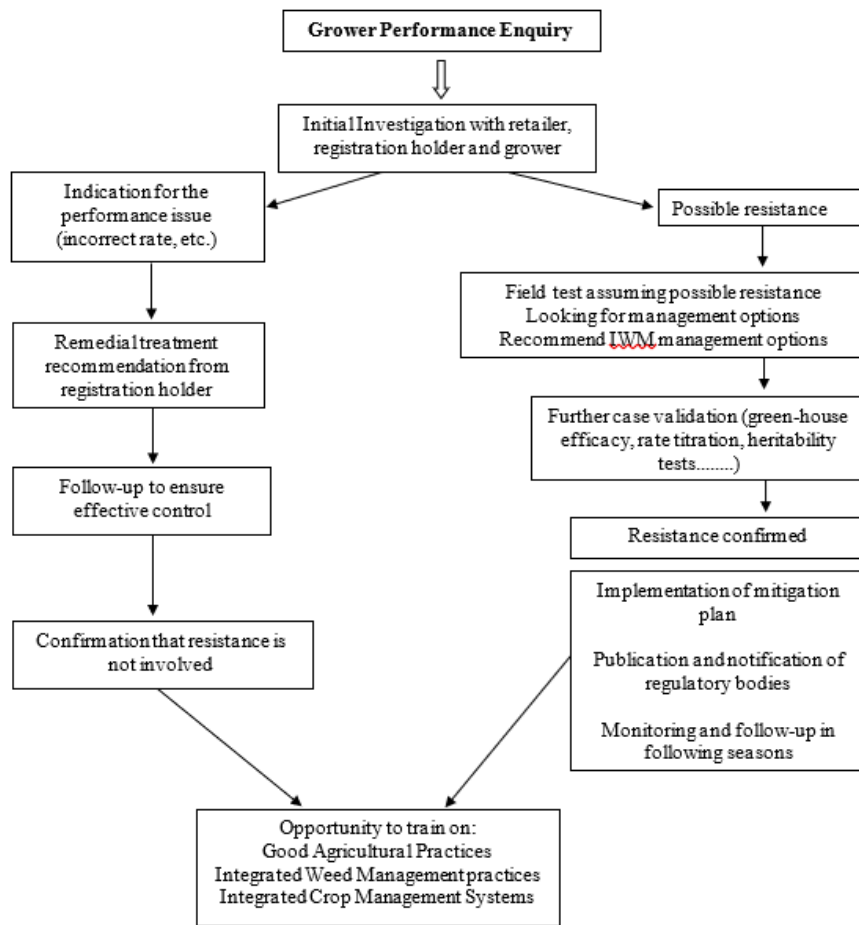 Grower Performance Enquiry
Initial Investigation with retailer,
registration holder and grower
Indication for the
performance issue
(incorrect rate, etc.)
Possible resistance
Field test assuming possible resistance
Looking for management options
Recommend IWM management options
Remedial treatment
recommendation from
registration holder
Further case validation (green-house
efficacy, rate titration, heritability
tests........)
Follow-up to ensure
effective control
Resistance confirmed
Implementation of mitigation
plan
Publication and notification of
regulatory bodies
Monitoring and follow-up in
following seasons
Confirmation that resistance is
not involved
Opportunity to train on:
Good Agricultural Practices
Integrated Weed Management practices
Integrated Crop Management Systems